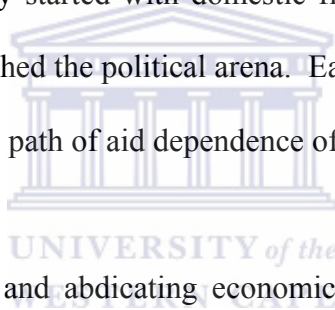 y started with domestic
hed the political arena. Ea
path of aid dependence of
UNIVERSITY of the
and abdicating economic
WESTERN CAPE